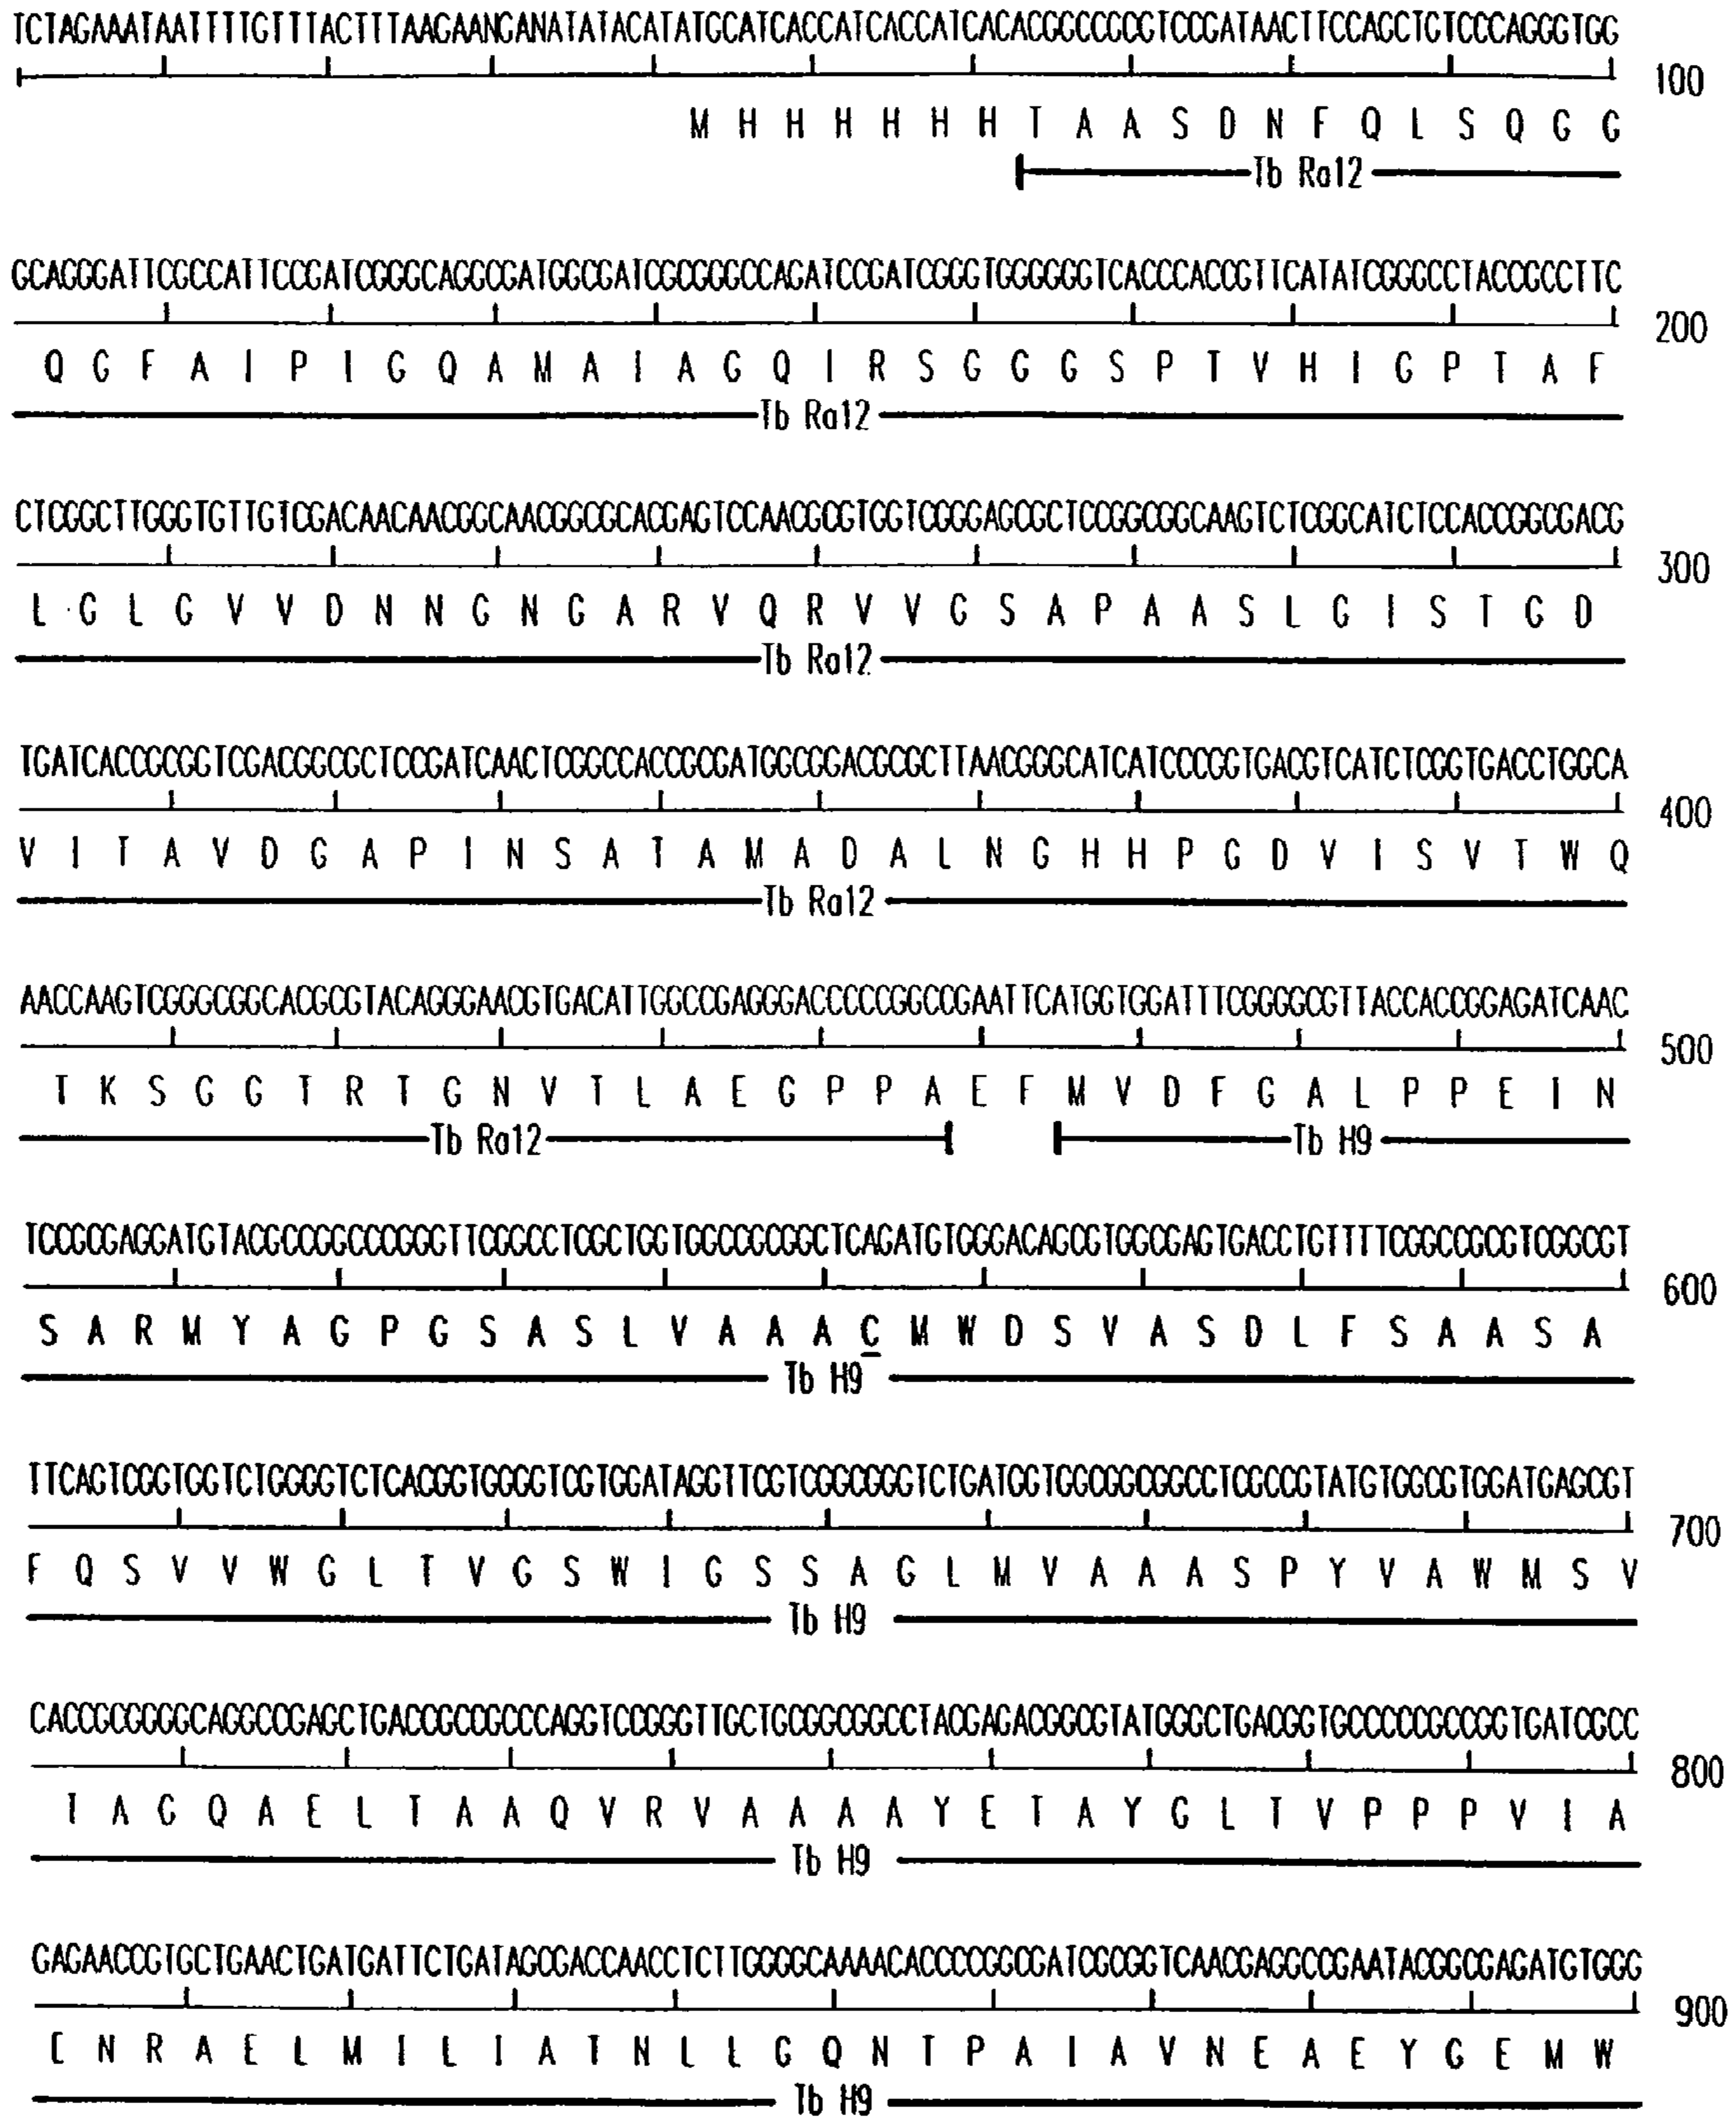 TCTAGAAATAATTTTGTTTACTTTAAGAANGANATATACATATGCATCACCATCACCATCACACGGCCGCGTCCGATAACTTCCAGCTGTCCCAGGGTGG
100
M H H H H H H T A A S D N F Q L S Q G G
Tb Ra12
GCAGGGATTCGCCATTCCGATCGGGCAGGCGATGGCGATCGCGGGCCAGATCCGATCGGGTGGGGGGTCACCCACCGTTCATATCGGGCCTACCGCCTTC
200
Q G F A I P I G Q A M A I A G Q I R S G G G S P T V H I G P T A F
Tb Ra12
CTCGGCTTGGGTGTTGTCGACAACAACGGCAACGGCGCACGAGTCCAACGCGTGGTCGGGAGCGCTCCGGCGGCAAGTCTCGGCATCTCCACCGGCGACG
300
L G L G V V D N N G N G A R V Q R V V G S A P A A S L G I S T G D
Tb Ra12
TGATCACCGCGGTCGACGGCGCTCCGATCAACTCGGCCACCGCGATGGCGGACGCGCTTAACGGGCATCATCCCGGTGACGTCATCTCGGTGACCTGGCA
400
V I T A V D G A P I N S A T A M A D A L N G H H P G D V I S V T W Q
Tb Ra12
AACCAAGTCGGGCGGCACGCGTACAGGGAACGTGACATTGGCCGAGGGACCCCCGGCCGAATTCATGGTGGATTTCGGGGCGTTACCACCGGAGATCAAC
500
T K S G G T R T G N V T L A E G P P A E F M V D F G A L P P E I N
Tb Ra12 Tb H9
TCCGCGAGGATGTACGCCGGCCCGGGTTCGGCCTCGCTGGTGGCCGCGGCTCAGATGTGGGACAGCGTGGCGAGTGACCTGTTTTCGGCCGCGTCGGCGT
600
S A R M Y A G P G S A S L V A A A C M W D S V A S D L F S A A S A
Tb H9
TTCAGTCGGTGGTCTGGGGTCTCACGGTGGGGTCGTGGATAGGTTCGTCGGCGGGTCTGATGGTGGCGGCGGCCTCGCCGTATGTGGCGTGGATGAGCGT
700
F Q S V V W G L T V G S W I G S S A G L M V A A A S P Y V A W M S V
Tb H9
CACCGCGGGGCAGGCCGAGCTGACCGCCGCCCAGGTCCGGGTTGCTGCGGCGGCCTACGAGACGGCGTATGGGCTGACGGTGCCCCCGCCGGTGATCGCC
800
T A G Q A E L T A A Q V R V A A A A Y E T A Y G L T V P P P V I A
Tb H9
GAGAACCGTGCTGAACTGATGATTCTGATAGCGACCAACCTCTTGGGGCAAAACACCCCGGCGATCGCGGTCAACGAGGCCGAATACGGCGAGATGTGGG
900
E N R A E L M I L I A T N L L G Q N T P A I A V N E A E Y G E M W
Tb H9